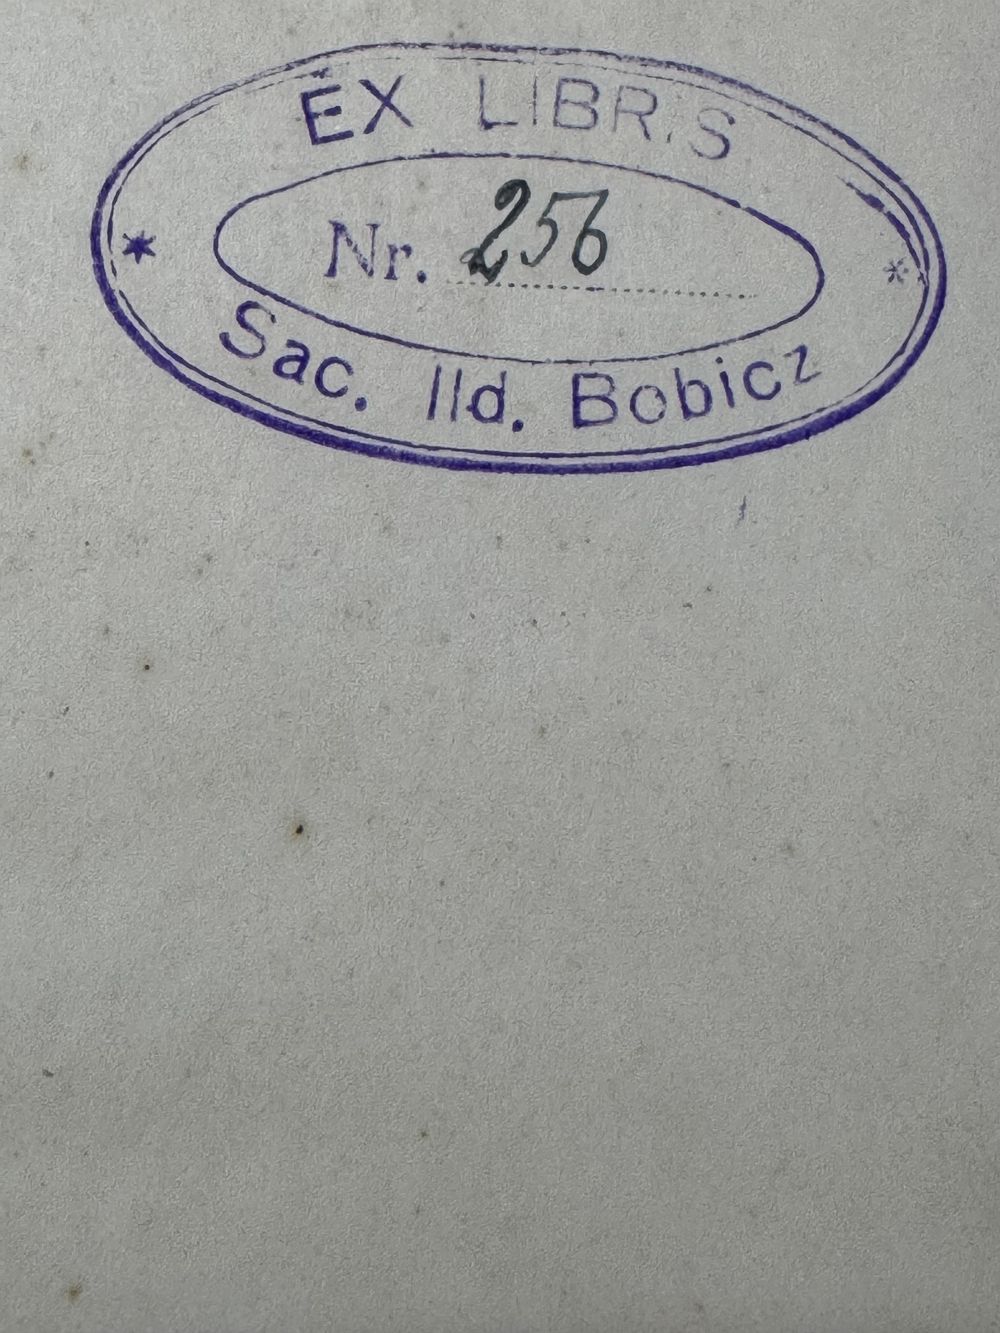 EX LIBRIS
Nr. 256
Sac. Ild. Bobicz